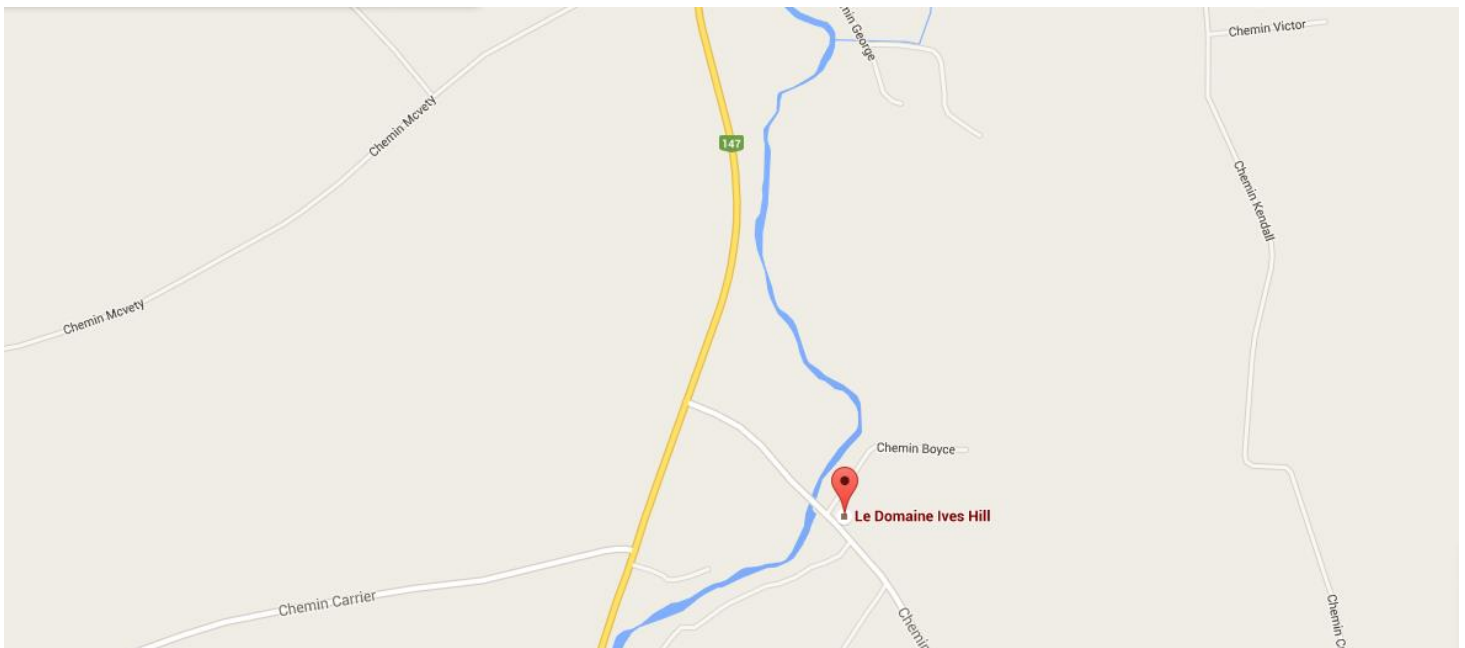 min George
Chemin Victor
Chemin Mcvety
147
Chemin Kendall
Chemin Mcvety
Chemin Boyce
Le Domaine Ives Hill
Chemin Carrier
Chemin
Chemin C